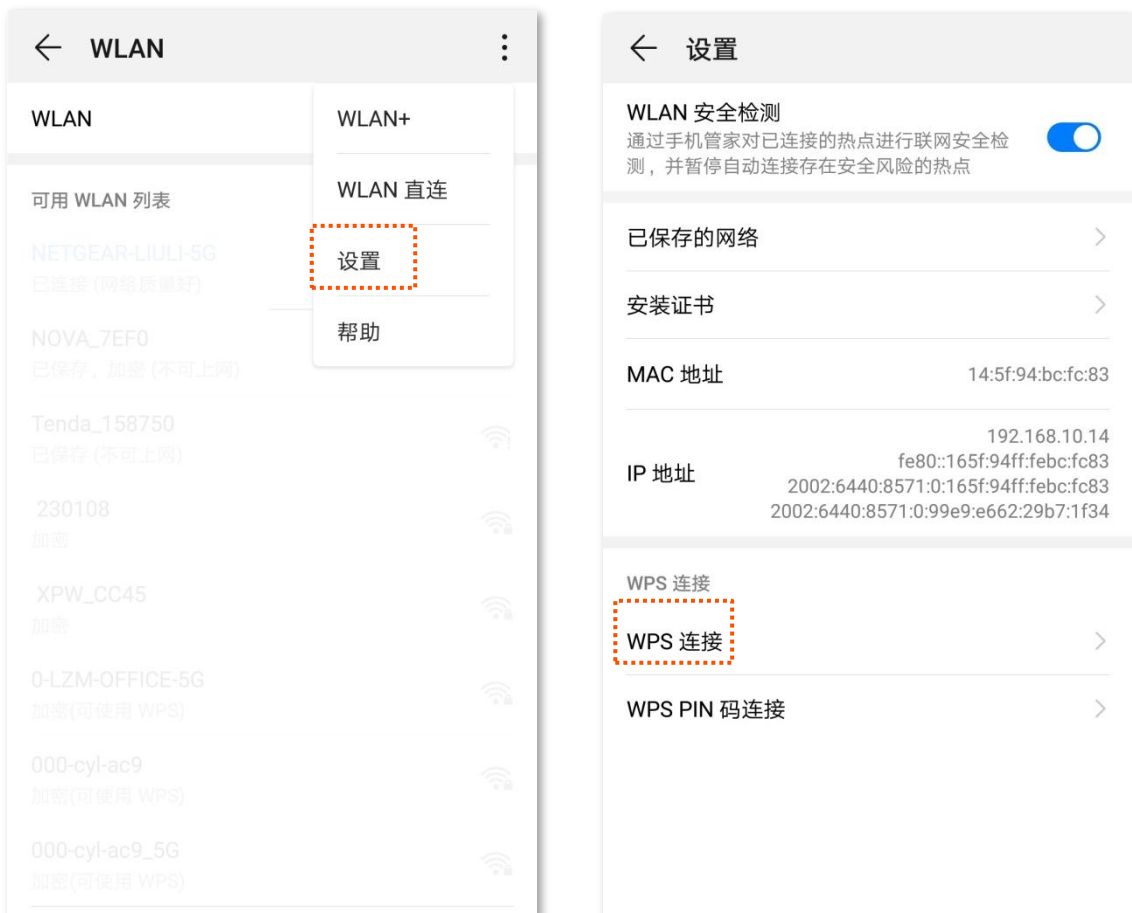 WLAN
WLAN
WLAN+
WLAN 直连
设置
帮助
可用 WLAN 列表
NETGEAR-LIULI-5G
已连接 (网络质量好)
NOVA_7EF0
已保存，加密 (不可上网)
Tenda_158750
已保存 (不可上网)
230108
加密
XPW_CC45
加密
0-LZM-OFFICE-5G
加密(可使用 WPS)
000-cyl-ac9
加密(可使用 WPS)
000-cyl-ac9_5G
加密(可使用 WPS)
设置
WLAN 安全检测
通过手机管家对已连接的热点进行联网安全检
测，并暂停自动连接存在安全风险的热点
已保存的网络
安装证书
MAC 地址
14:5f:94:bc:fc:83
IP 地址
192.168.10.14
fe80::165f:94ff:febc:fc83
2002:6440:8571:0:165f:94ff:febc:fc83
2002:6440:8571:0:99e9:e662:29b7:1f34
WPS 连接
WPS 连接
WPS PIN 码连接